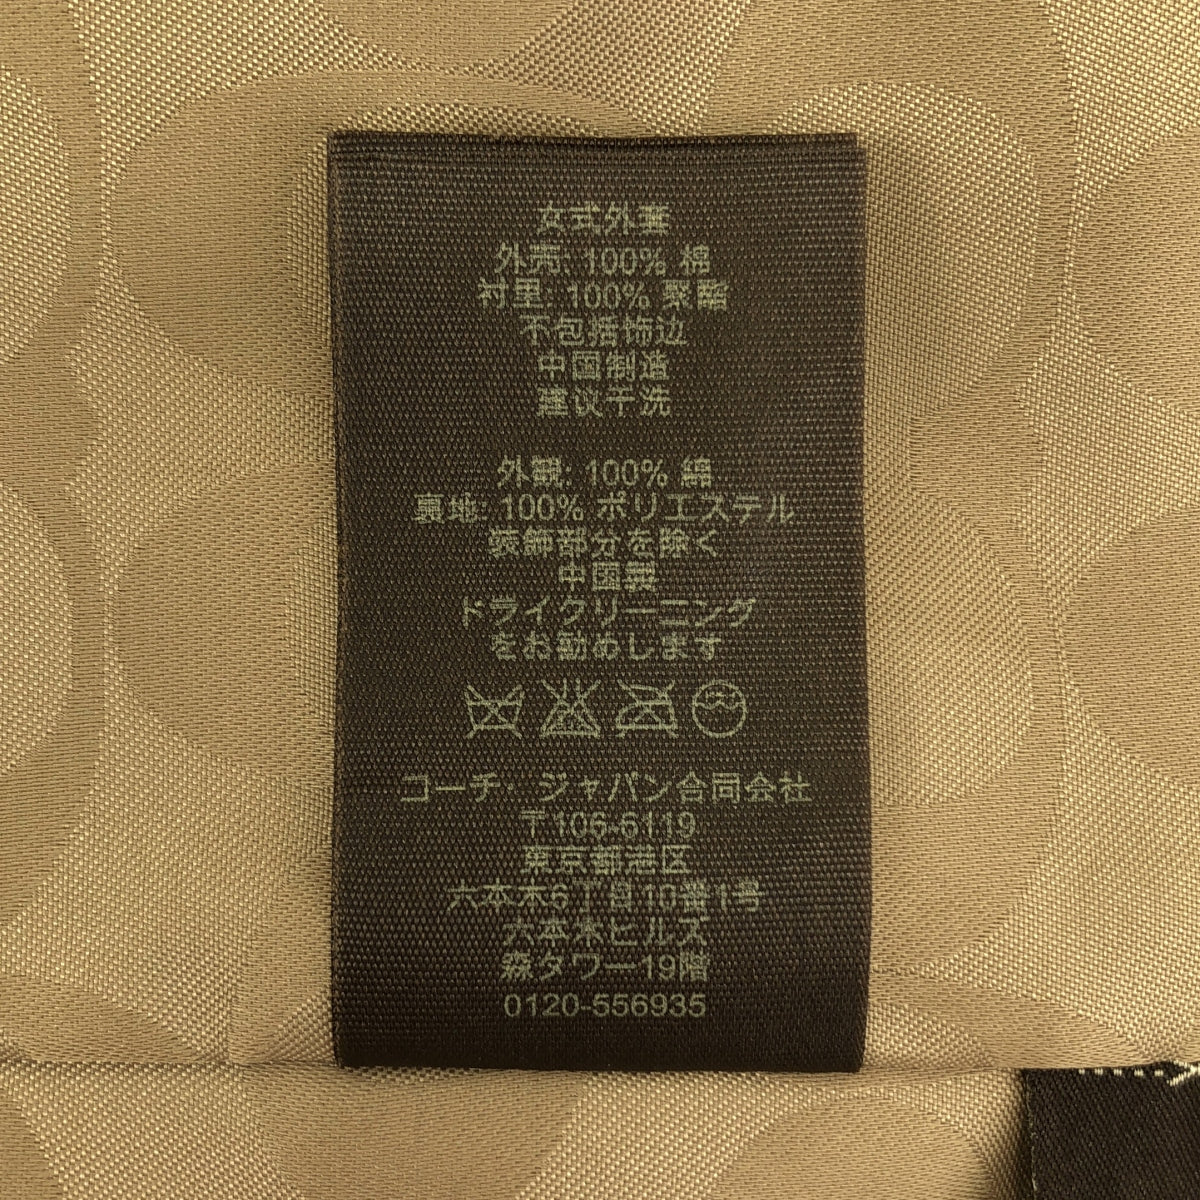 女式外套
外壳: 100% 棉
衬里: 100% 聚酯
不包括饰边
中国制造
建议干洗
外観: 100% 綿
裏地: 100% ポリエステル
装飾部分を除く
中国製
ドライクリーニング
をお勧めします
コーチ・ジャパン合同会社
〒106-6119
東京都港区
六本木6丁目10番1号
六本木ヒルズ
森タワー19階
0120-556935